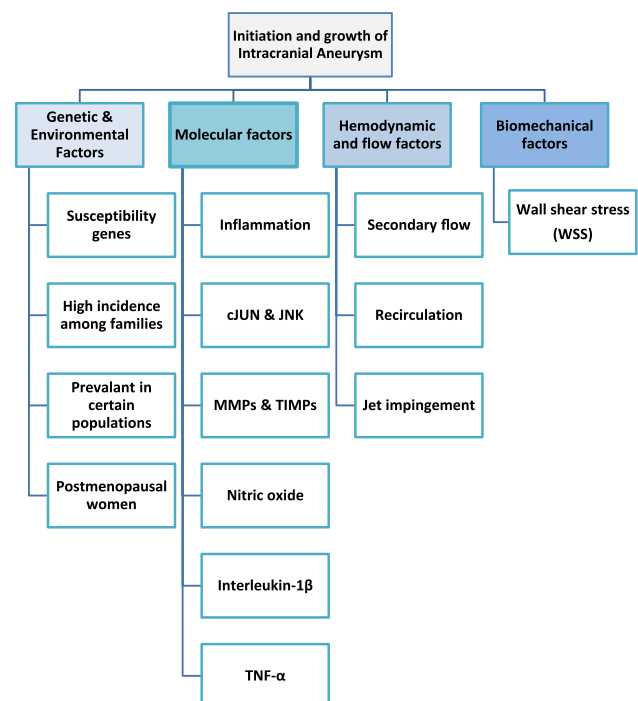 Initiation and growth of
Intracranial Aneurysm
Genetic &
Environmental
Factors
Molecular factors
Hemodynamic
and flow factors
Biomechanical
factors
Susceptibility
genes
High incidence
among families
Prevalant in
certain
populations
Postmenopausal
women
Inflammation
cJUN & JNK
MMPs & TIMPs
Nitric oxide
Interleukin-1β
TNF-α
Secondary flow
Recirculation
Jet impingement
Wall shear stress
(WSS)